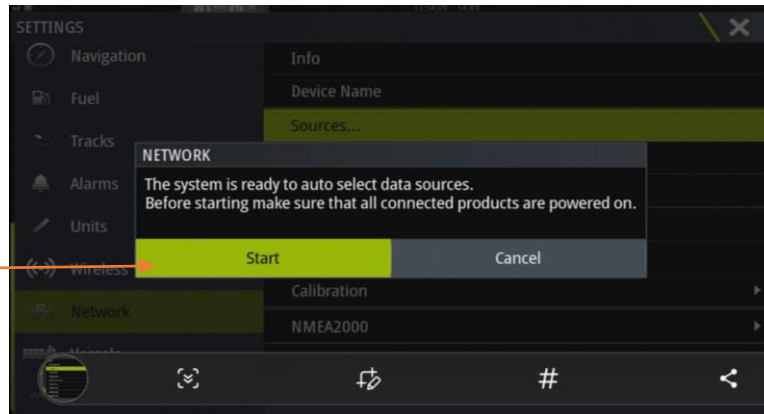 SETTINGS
Navigation
Info
Fuel
Device Name
Sources...
Tracks
NETWORK
Alarms
The system is ready to auto select data sources.
Before starting make sure that all connected products are powered on.
Units
Start
Cancel
Wireless
Calibration
Network
NMEA2000
#